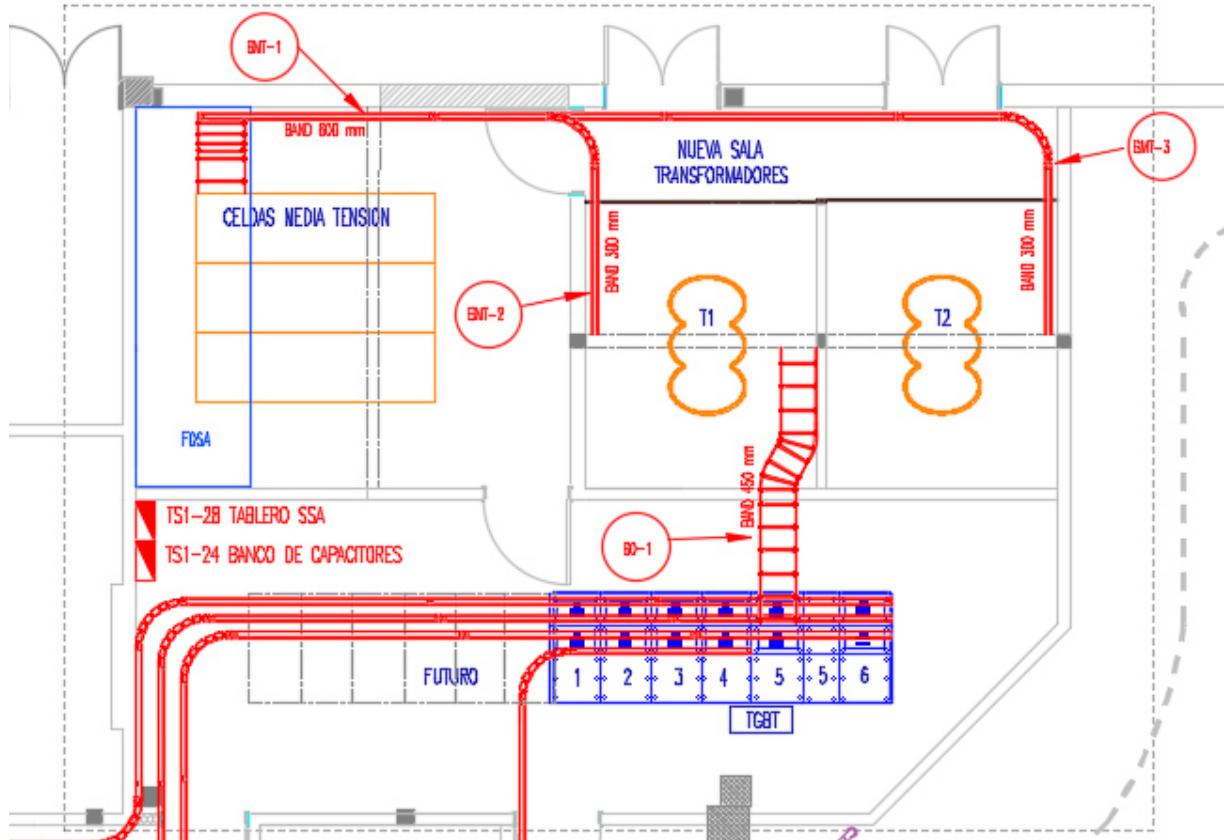 BMT-1
BAND 600 mm
NUEVA SALA
TRANSFORMADORES
BMT-3
CELDAS MEDIA TENSION
BAND 300 mm
BAND 300 mm
BMT-2
T1
T2
FOSA
BAND 450 mm
TS1-28 TABLERO SSA
TS1-24 BANCO DE CAPACITORES
BO-1
FUTURO
1 2 3 4 5 5 6
TGBT